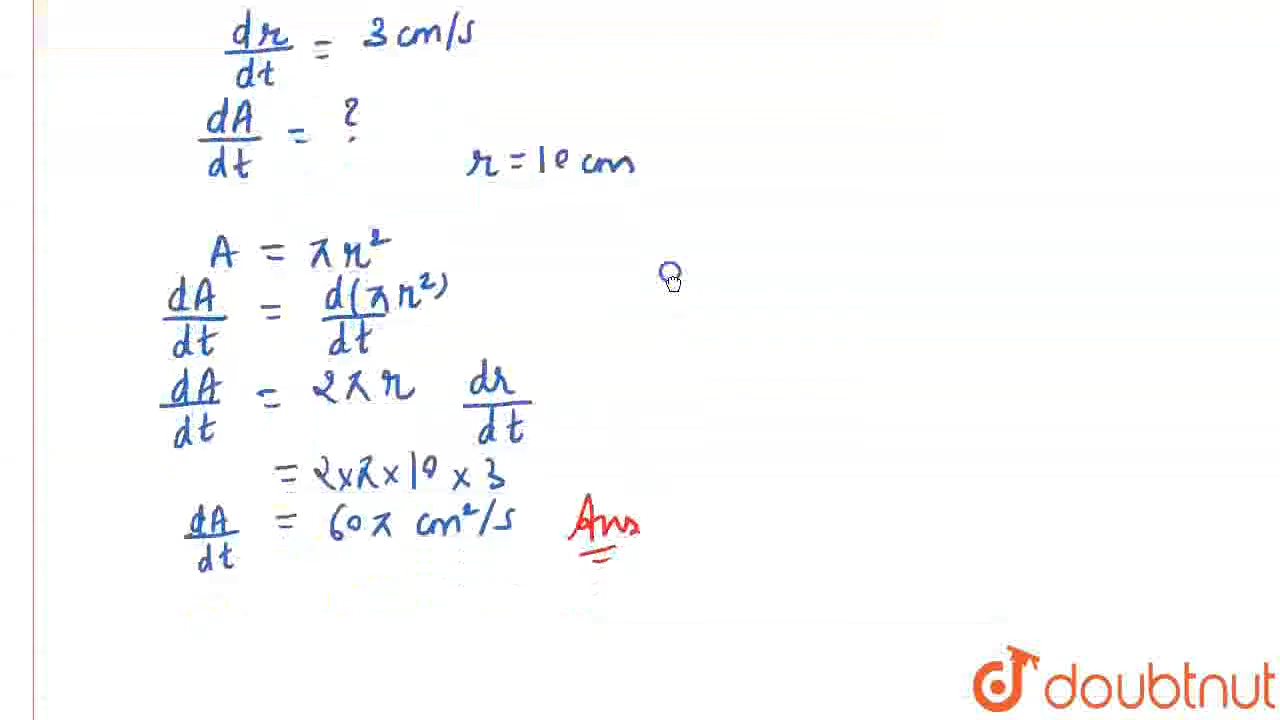 dr/dt = 3 cm/s
dA/dt = ?
r = 10 cm
A = πr²
dA/dt = d(πr²)/dt
dA/dt = 2πr dr/dt
= 2×π×10×3
dA/dt = 60π cm²/s Ans
doubtnut